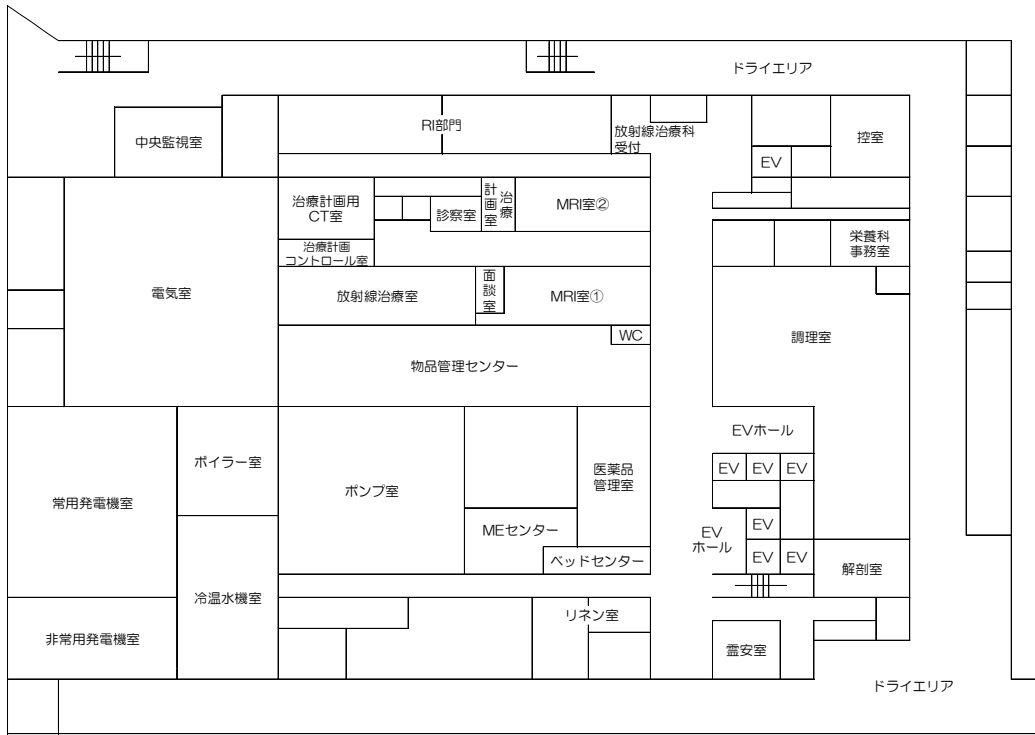 ドライエリア
RI部門
放射線治療科
受付
中央監視室
控室
EV
治療計画用
CT室
診察室
治療
計画室
MRI室②
栄養科
事務室
治療計画
コントロール室
電気室
放射線治療室
面談室
MRI室①
WC
調理室
物品管理センター
EVホール
ボイラー室
ポンプ室
医薬品
管理室
EV
EV
EV
常用発電機室
MEセンター
EV
ホール
EV
ベッドセンター
EV
EV
解剖室
冷温水機室
リネン室
非常用発電機室
霊安室
ドライエリア